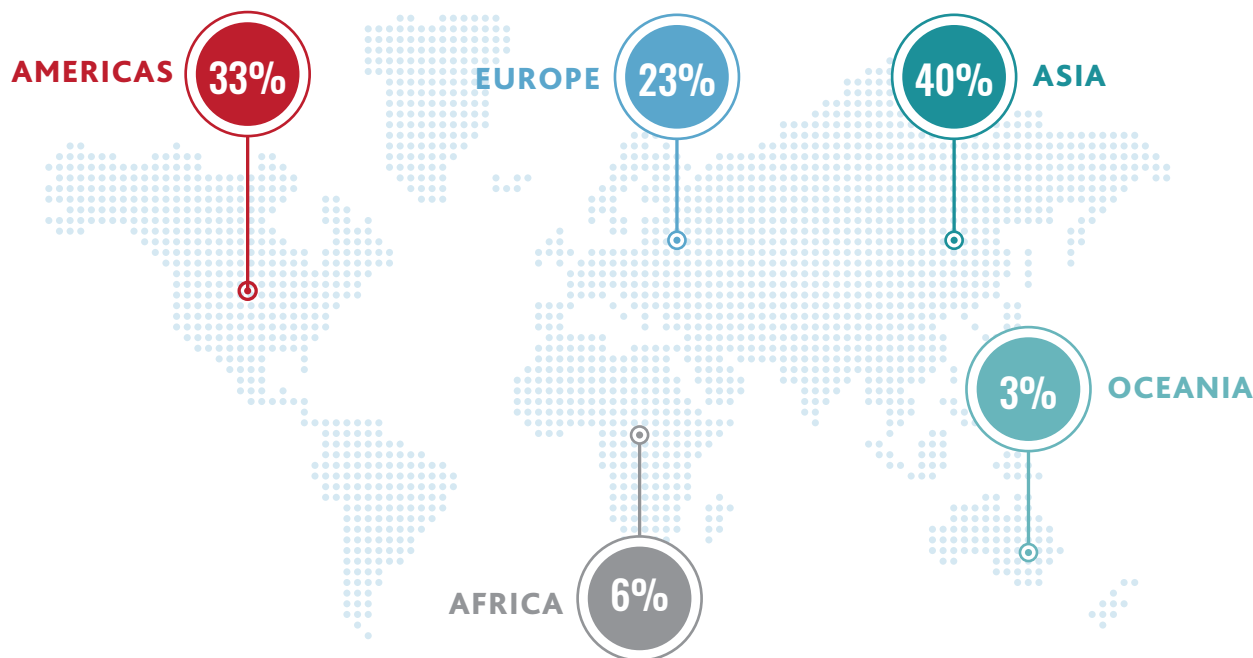 AMERICAS
33%
EUROPE
23%
40%
ASIA
3%
OCEANIA
AFRICA
6%